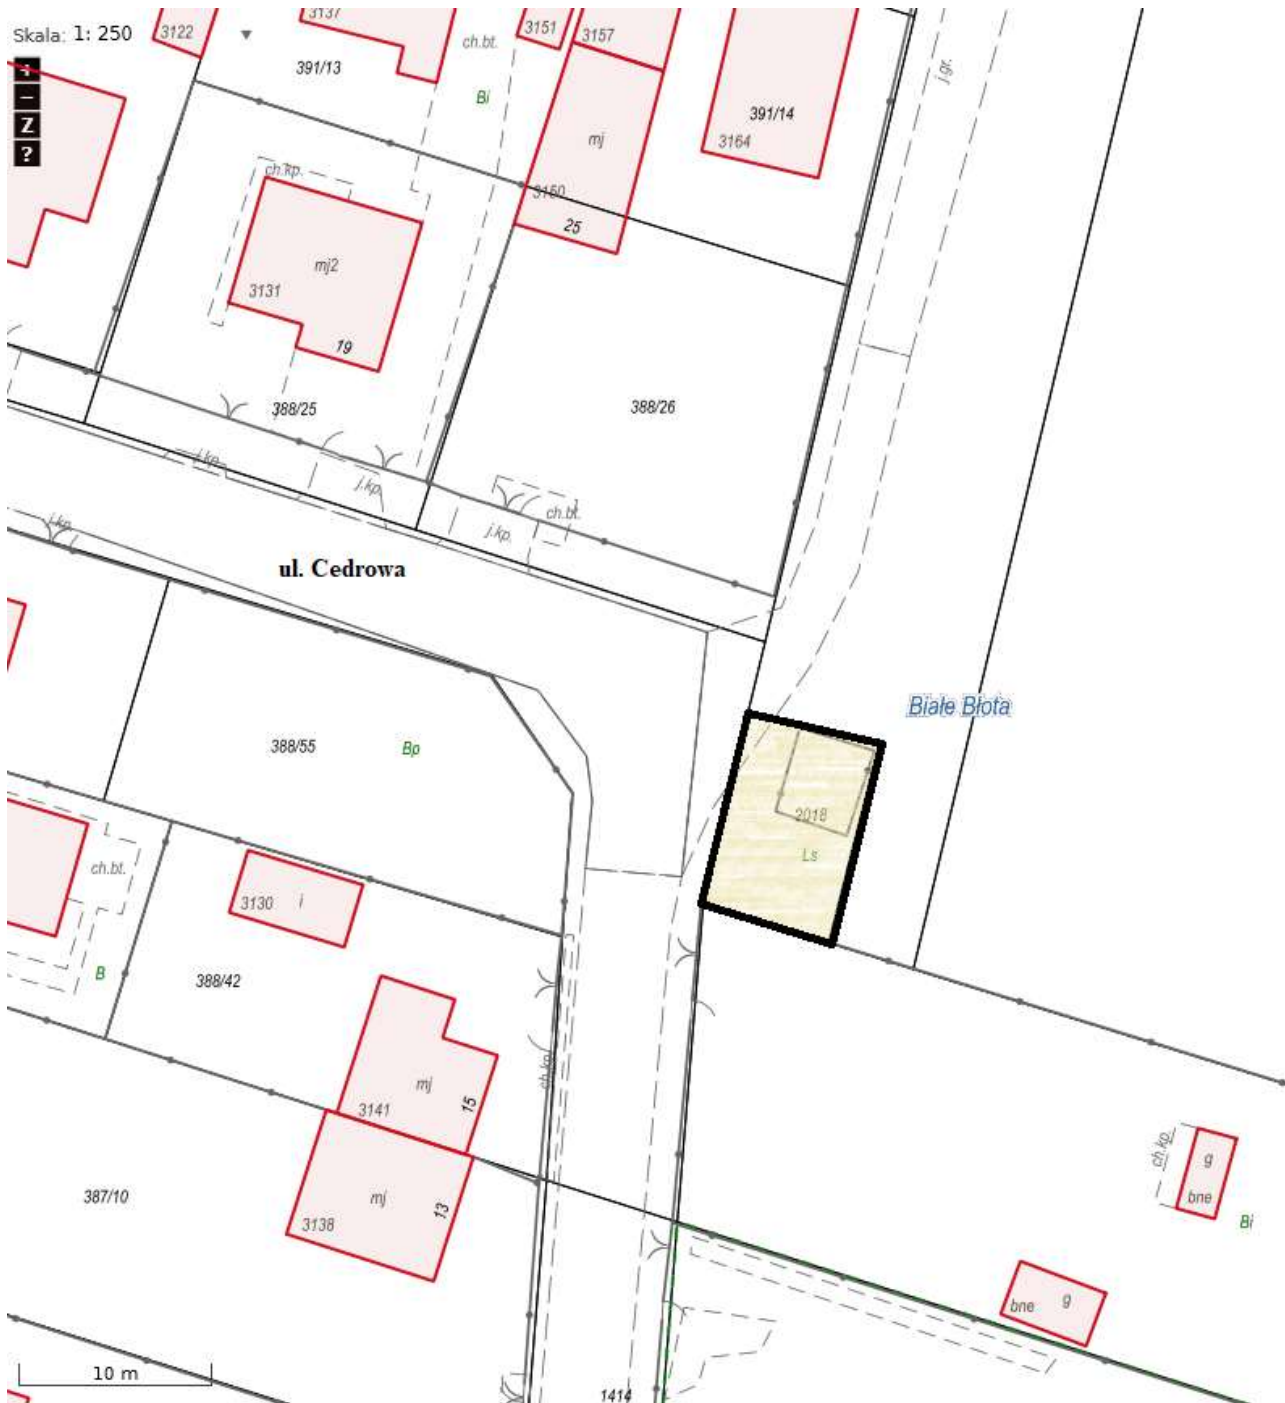 3137
3122
3151
3157
Skala: 1: 250
ch.bt.
391/13
j.gr.
+
Bi
−
391/14
Z
mj
3164
?
ch.kp.
3150
25
mj2
3131
19
388/25
388/26
j.kp.
j.kp.
ch.bt.
j.kp.
j.kp.
ul. Cedrowa
Białe Błota
388/55
Bp
2018
Ls
ch.bt.
3130
i
B
388/42
ch.kp.
mj
3141
15
ch.kp.
g
387/10
mj
bne
3138
13
Bi
bne
g
10 m
1414